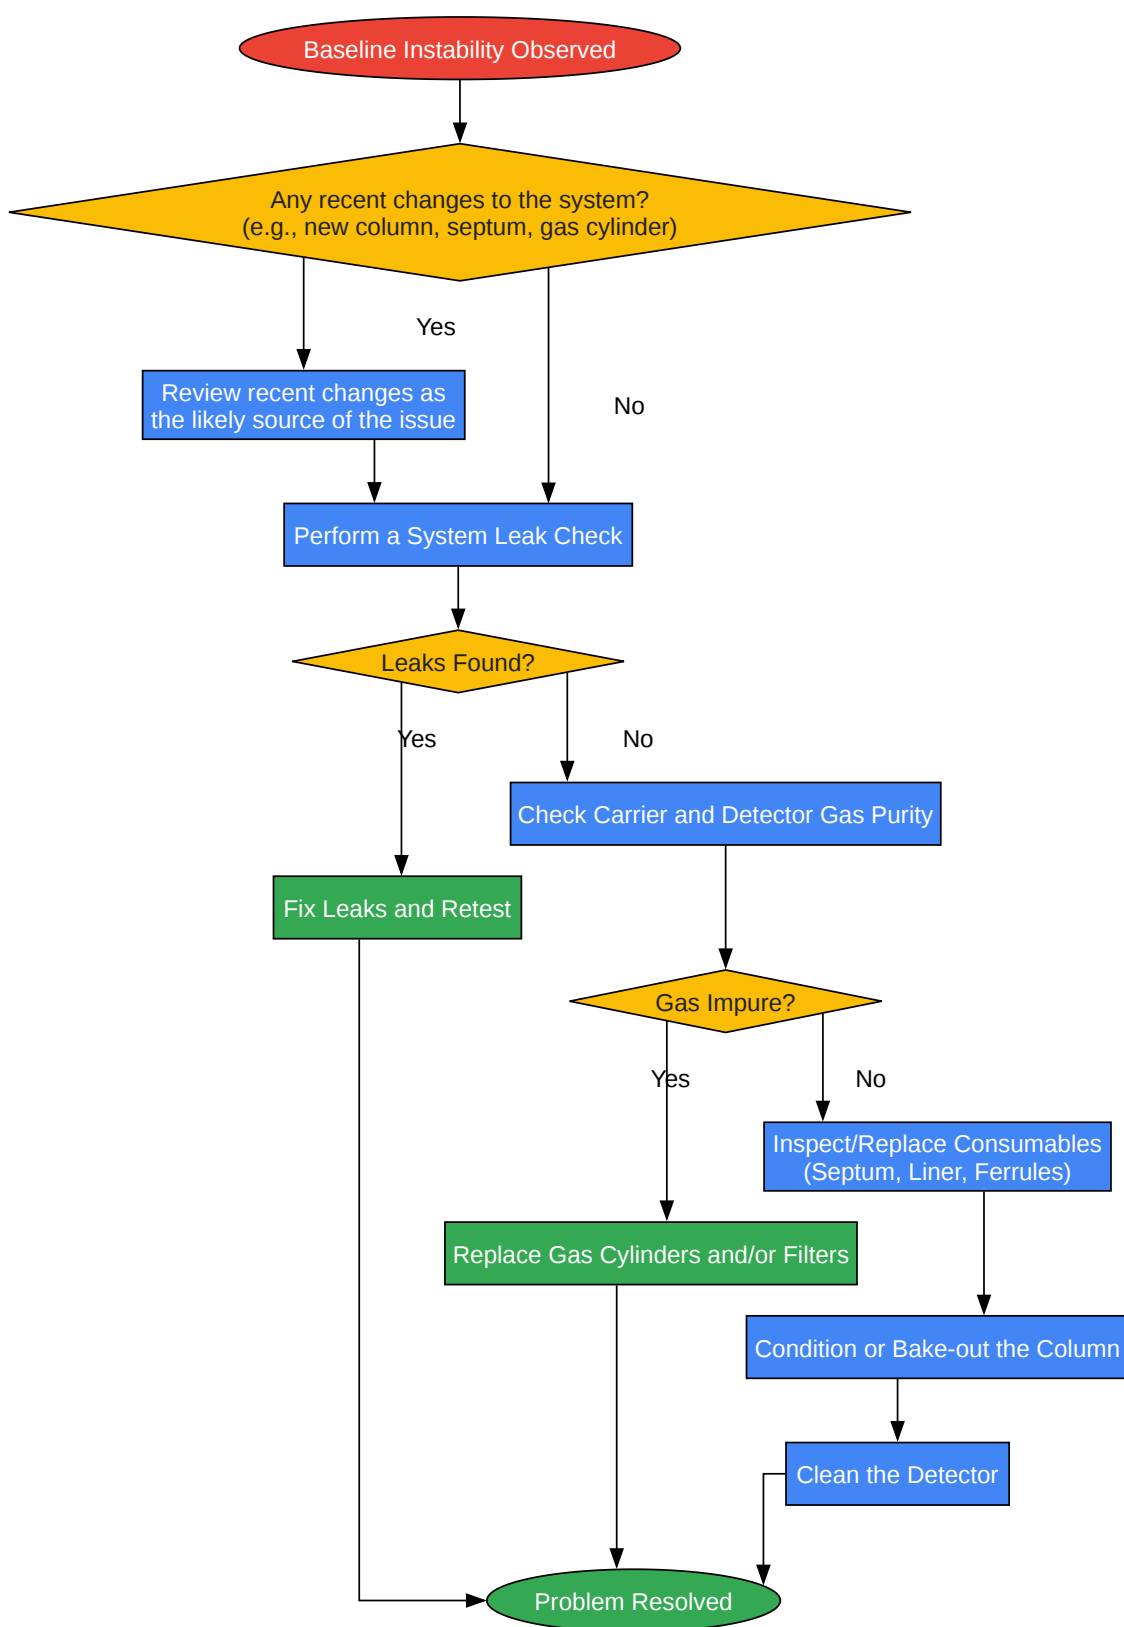 Baseline Instability Observed
Any recent changes to the system?
(e.g., new column, septum, gas cylinder)
Yes
Review recent changes as
the likely source of the issue
No
Perform a System Leak Check
Leaks Found?
Yes
No
Check Carrier and Detector Gas Purity
Fix Leaks and Retest
Gas Impure?
Yes
No
Inspect/Replace Consumables
(Septum, Liner, Ferrules)
Replace Gas Cylinders and/or Filters
Condition or Bake-out the Column
Clean the Detector
Problem Resolved